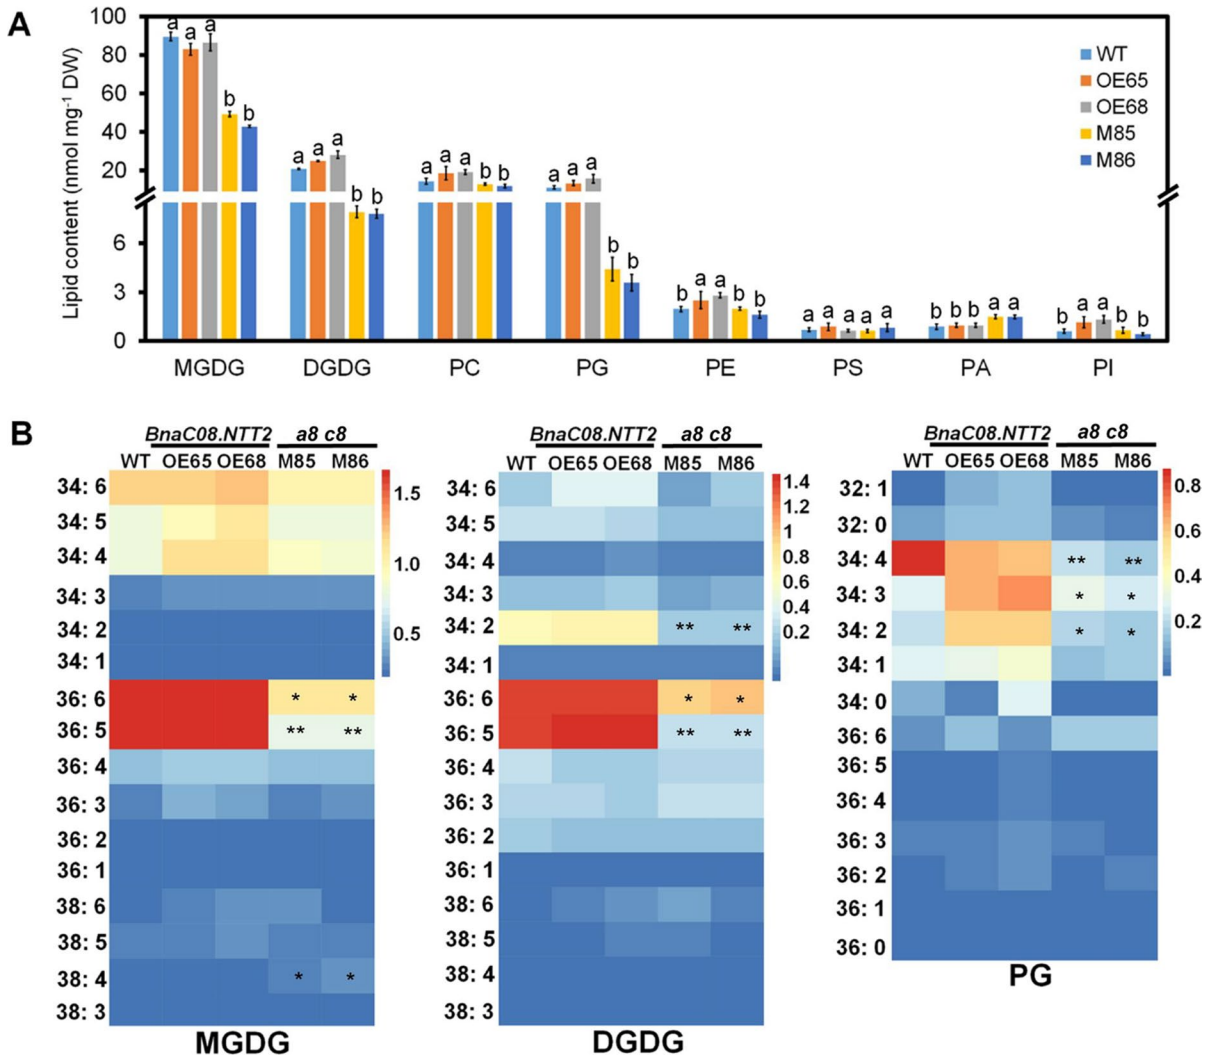 A
Lipid content (nmol mg⁻¹ DW)
100
80
60
40
20
6
3
0
a a a b b
a a a b b
a a a b b
a a a b b
b a a b b
a a a a a
b b b a a
b a a b b
WT
OE65
OE68
M85
M86
MGDG DGDG PC PG PE PS PA PI
B
BnaC08.NTT2 a8 c8
WT OE65 OE68 M85 M86
34: 6
34: 5
34: 4
34: 3
34: 2
34: 1
36: 6 * *
36: 5 ** **
36: 4
36: 3
36: 2
36: 1
38: 6
38: 5
38: 4 * *
38: 3
1.5
1.0
0.5
MGDG
BnaC08.NTT2 a8 c8
WT OE65 OE68 M85 M86
34: 6
34: 5
34: 4
34: 3
34: 2 ** **
34: 1
36: 6 * *
36: 5 ** **
36: 4
36: 3
36: 2
36: 1
38: 6
38: 5
38: 4
38: 3
1.4
1.2
1
0.8
0.6
0.4
0.2
DGDG
BnaC08.NTT2 a8 c8
WT OE65 OE68 M85 M86
32: 1
32: 0
34: 4 ** **
34: 3 * *
34: 2 * *
34: 1
34: 0
36: 6
36: 5
36: 4
36: 3
36: 2
36: 1
36: 0
0.8
0.6
0.4
0.2
PG